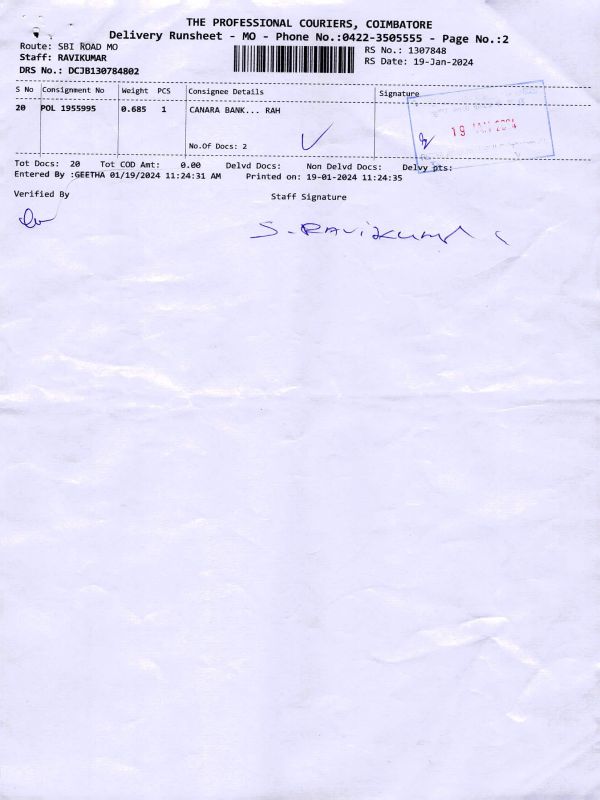 THE PROFESSIONAL COURIERS, COIMBATORE
Delivery Runsheet - MO - Phone No.:0422-3505555 - Page No.:2
Route: SBI ROAD MO
RS No.: 1307848
Staff: RAVIKUMAR
RS Date: 19-Jan-2024
DRS No.: DCJB130784802
S No Consignment No Weight PCS Consignee Details Signature
20 POL 1955995 0.685 1 CANARA BANK... RAH
19 JAN 2024
No.Of Docs: 2
Tot Docs: 20 Tot COD Amt: 0.00 Delvd Docs: Non Delvd Docs: Delvy pts:
Entered By :GEETHA 01/19/2024 11:24:31 AM Printed on: 19-01-2024 11:24:35
Verified By Staff Signature
S. Ravikumar